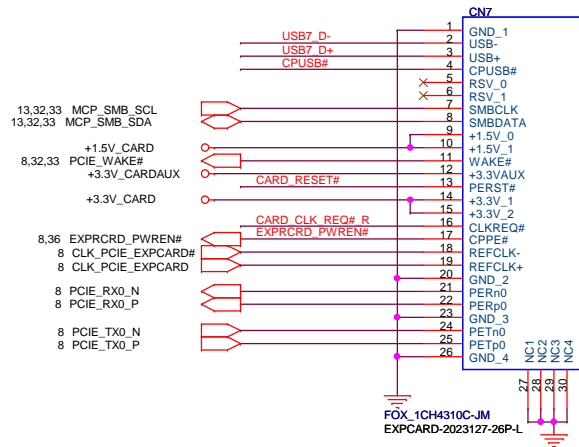 CN7
1 GND_1
USB7_D- 2 USB-
USB7_D+ 3 USB+
CPUSB# 4 CPUSB#
5 RSV_0
6 RSV_1
13,32,33 MCP_SMB_SCL 7 SMBCLK
13,32,33 MCP_SMB_SDA 8 SMBDATA
9 +1.5V_0
+1.5V_CARD 10 +1.5V_1
8,32,33 PCIE_WAKE# 11 WAKE#
+3.3V_CARDAUX 12 +3.3VAUX
CARD_RESET# 13 PERST#
+3.3V_CARD 14 +3.3V_1
15 +3.3V_2
CARD_CLK_REQ#_R 16 CLKREQ#
8,36 EXPRCRD_PWREN# EXPRCRD_PWREN# 17 CPPE#
8 CLK_PCIE_EXPCARD# 18 REFCLK-
8 CLK_PCIE_EXPCARD 19 REFCLK+
20 GND_2
8 PCIE_RX0_N 21 PERn0
8 PCIE_RX0_P 22 PERp0
23 GND_3
8 PCIE_TX0_N 24 PETn0
8 PCIE_TX0_P 25 PETp0
26 GND_4
NC1 NC2 NC3 NC4
27 28 29 30
FOX_1CH4310C-JM
EXPCARD-2023127-26P-L